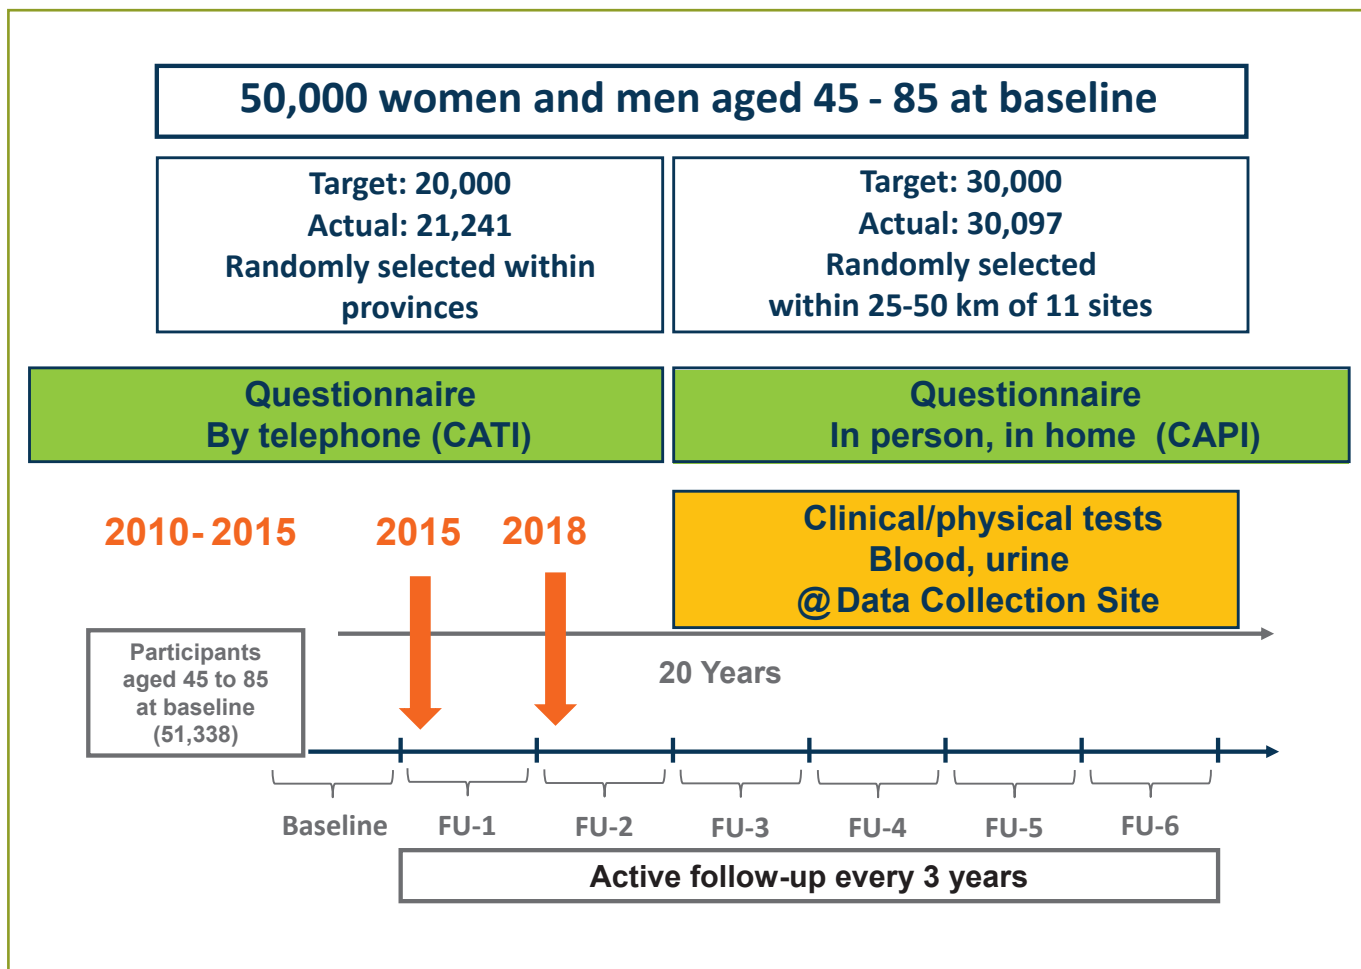 50,000 women and men aged 45 - 85 at baseline
Target: 20,000
Actual: 21,241
Randomly selected within
provinces
Target: 30,000
Actual: 30,097
Randomly selected
within 25-50 km of 11 sites
Questionnaire
By telephone (CATI)
Questionnaire
In person, in home (CAPI)
2010- 2015
2015
2018
Clinical/physical tests
Blood, urine
@ Data Collection Site
Participants
aged 45 to 85
at baseline
(51,338)
20 Years
Baseline
FU-1
FU-2
FU-3
FU-4
FU-5
FU-6
Active follow-up every 3 years